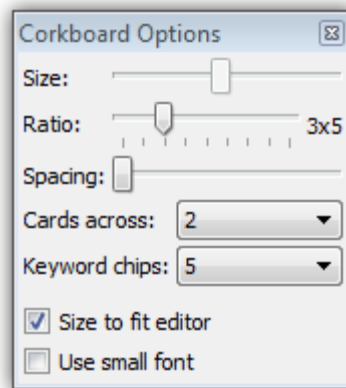 Corkboard Options
Size:
Ratio: 3x5
Spacing:
Cards across: 2
Keyword chips: 5
Size to fit editor
Use small font